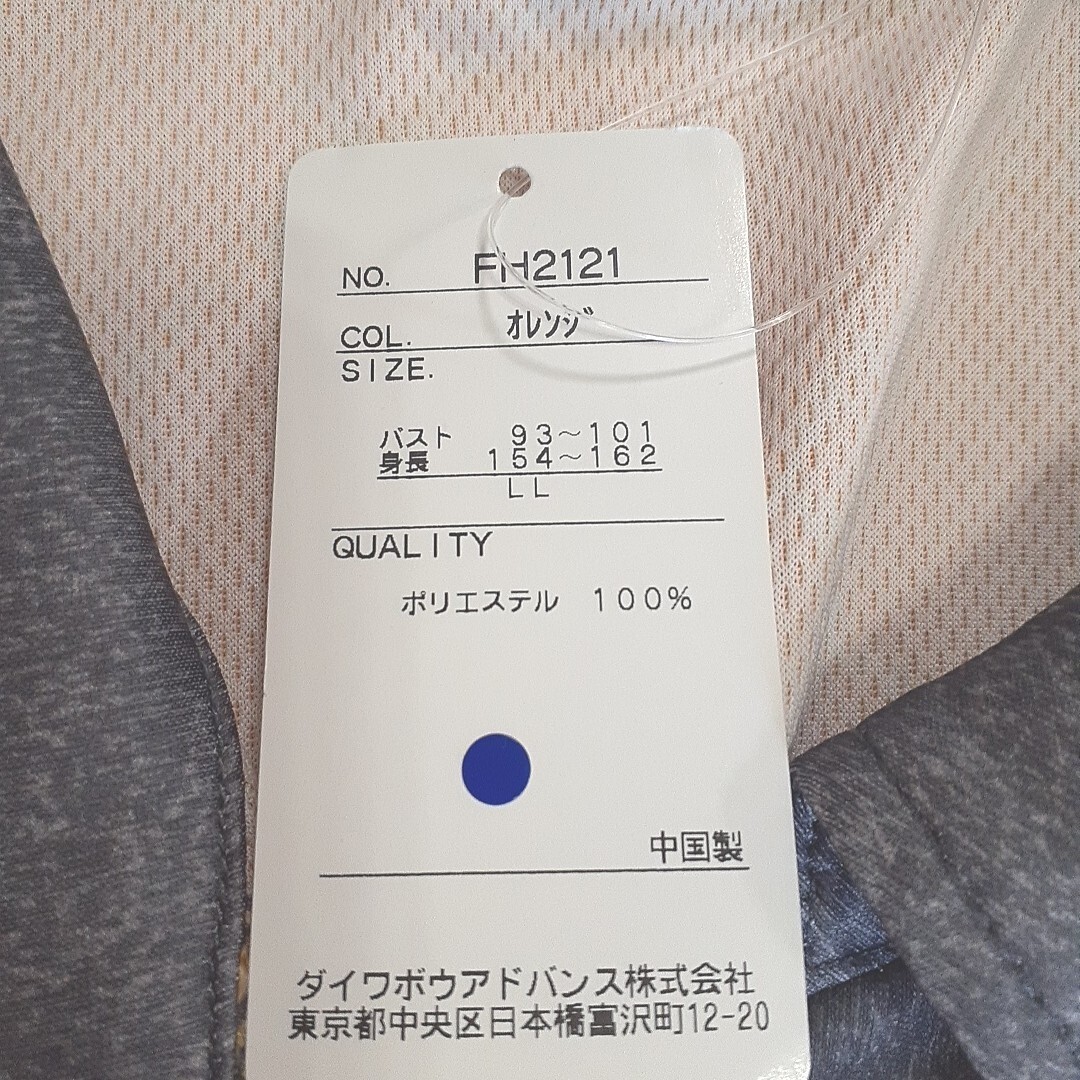 NO. FH2121
COL. オレンジ
SIZE.
バスト 93～101
身長 154～162
LL
QUALITY
ポリエステル 100%
中国製
ダイワボウアドバンス株式会社
東京都中央区日本橋富沢町12-20